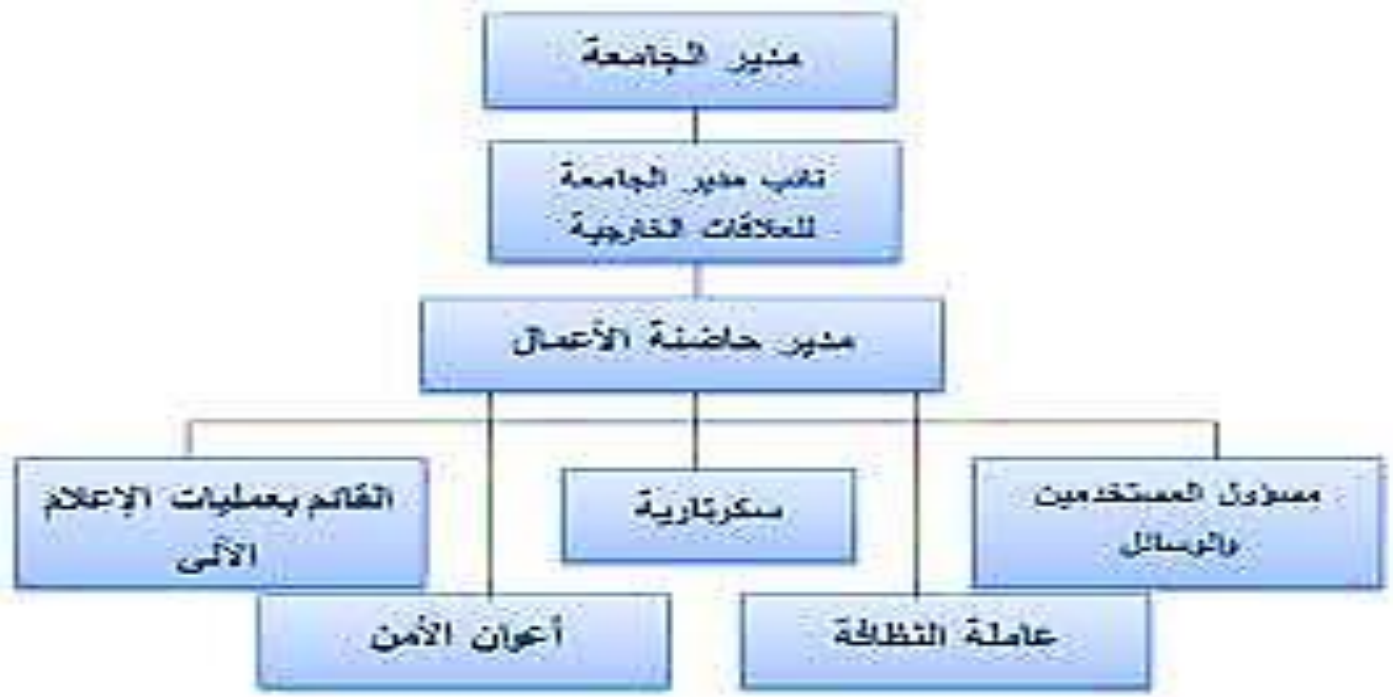 مدير الجامعة
نائب مدير الجامعة
للعلاقات الخارجية
مدير حاضنة الأعمال
مسؤول المستخدمين
والوسائل
سكرتارية
القائم بعمليات الإعلام
الآلي
عاملة النظافة
أعوان الأمن